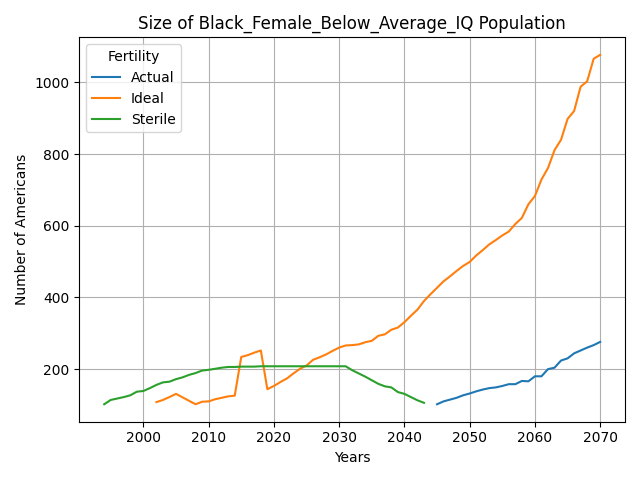 Size of Black_Female_Below_Average_IQ Population
Fertility
Actual
Ideal
Sterile
Number of Americans
1000
800
600
400
200
2000 2010 2020 2030 2040 2050 2060 2070
Years